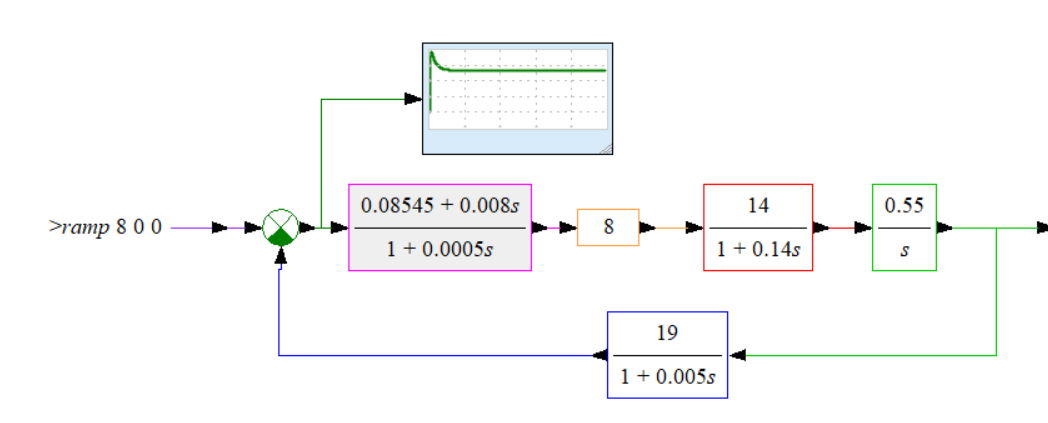 >ramp 8 0 0
0.08545 + 0.008s
1 + 0.0005s
8
14
1 + 0.14s
0.55
s
19
1 + 0.005s